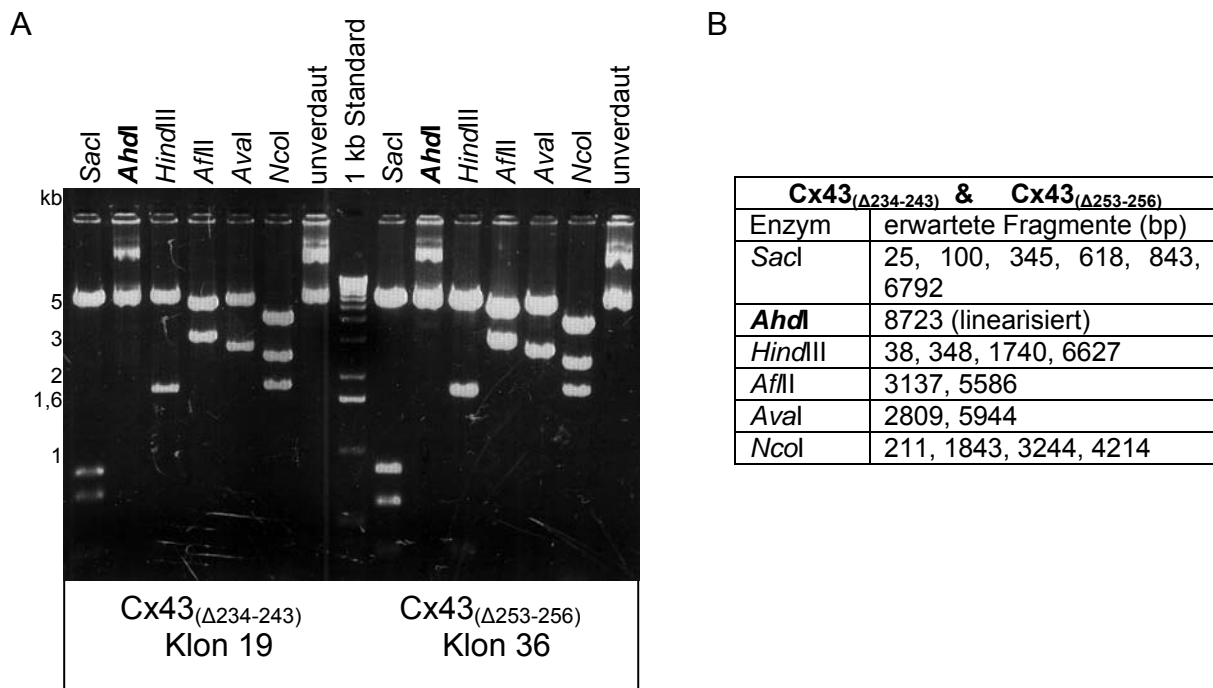 A
B
SacI
AhdI
HindIII
AflII
AvaI
NcoI
unverdaut
1 kb Standard
SacI
AhdI
HindIII
AflII
AvaI
NcoI
unverdaut
kb
5
3
2
1,6
1
Cx43(Δ234-243)
Klon 19
Cx43(Δ253-256)
Klon 36
Cx43(Δ234-243) & Cx43(Δ253-256)
Enzym erwartete Fragmente (bp)
SacI 25, 100, 345, 618, 843,
6792
AhdI 8723 (linearisiert)
HindIII 38, 348, 1740, 6627
AflII 3137, 5586
AvaI 2809, 5944
NcoI 211, 1843, 3244, 4214